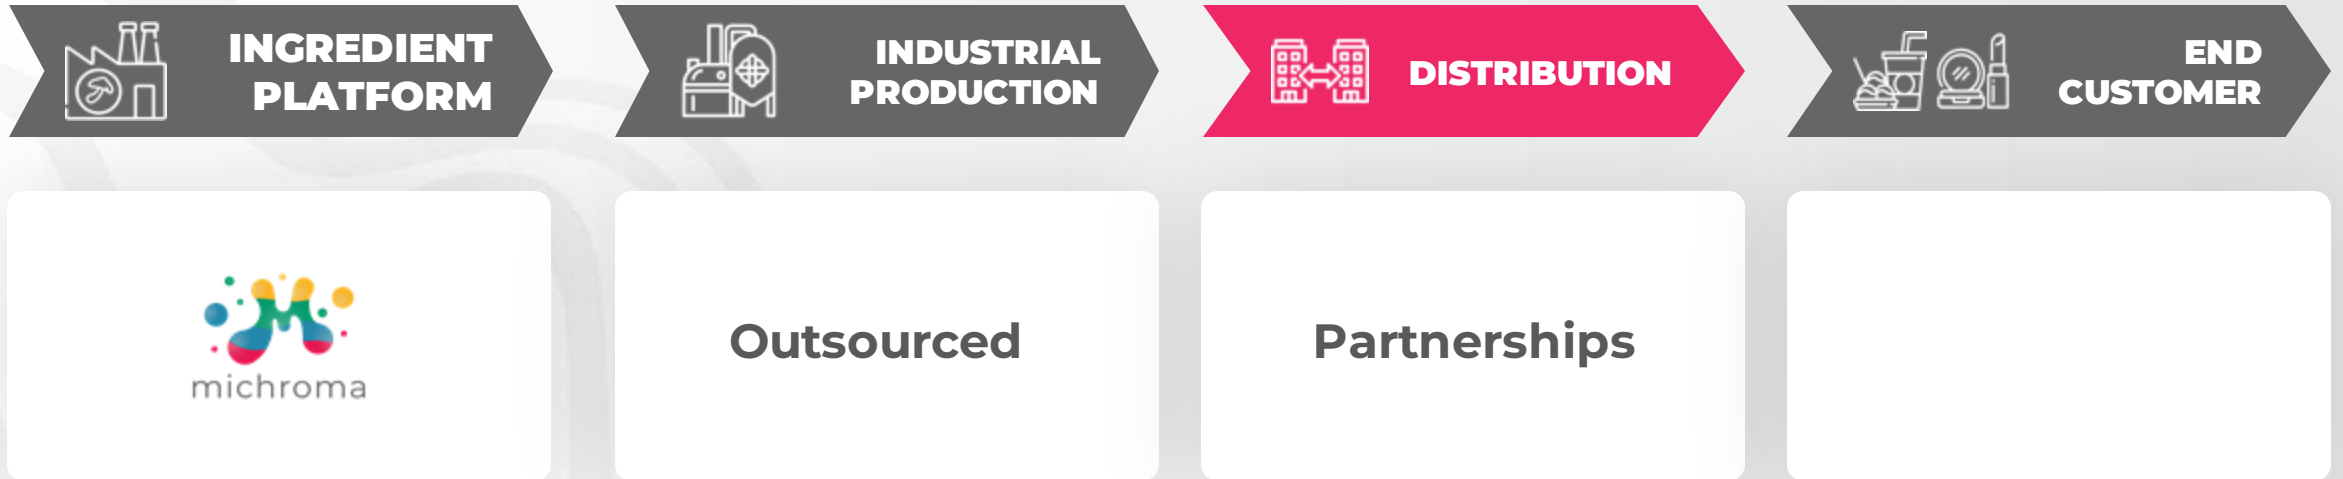 INGREDIENT
PLATFORM
INDUSTRIAL
PRODUCTION
DISTRIBUTION
END
CUSTOMER
michroma
Outsourced
Partnerships